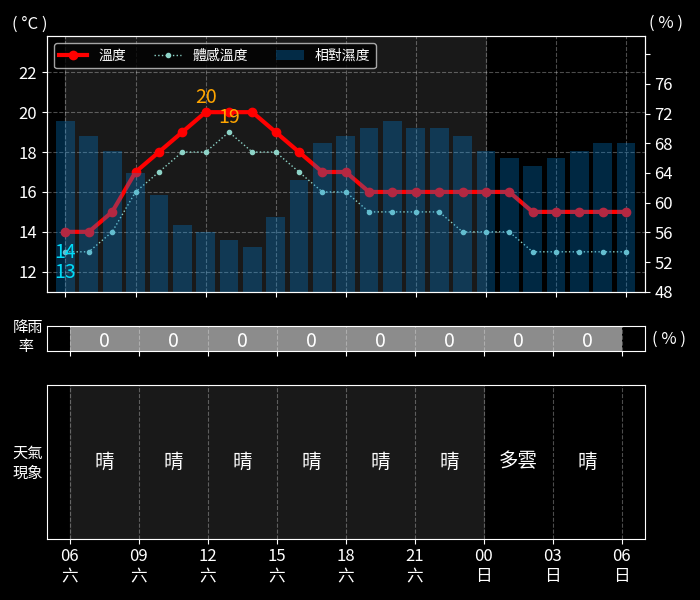 ( °C )
( % )
溫度
體感溫度
相對濕度
22
20
18
16
14
12
76
72
68
64
60
56
52
48
20
19
14
13
降雨
率
0 0 0 0 0 0 0 0
( % )
天氣
現象
晴 晴 晴 晴 晴 晴 多雲 晴
06 09 12 15 18 21 00 03 06
六 六 六 六 六 六 日 日 日